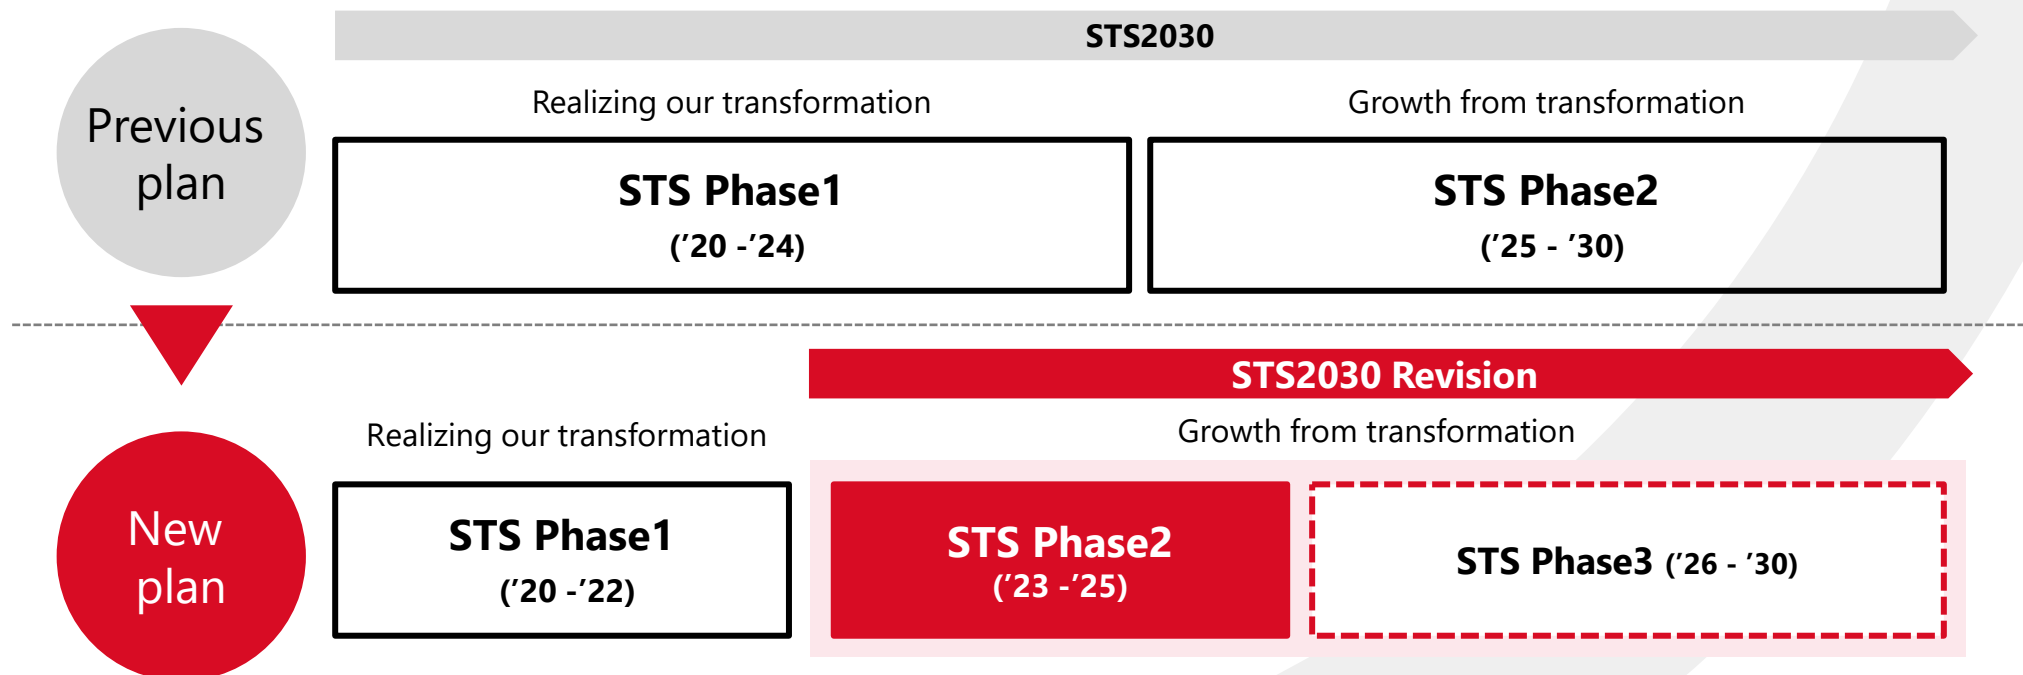 STS2030
Previous
plan
Realizing our transformation
Growth from transformation
STS Phase1
(’20 -’24)
STS Phase2
(’25 - ’30)
STS2030 Revision
New
plan
Realizing our transformation
Growth from transformation
STS Phase1
(’20 -’22)
STS Phase2
(’23 -’25)
STS Phase3 (’26 - ’30)